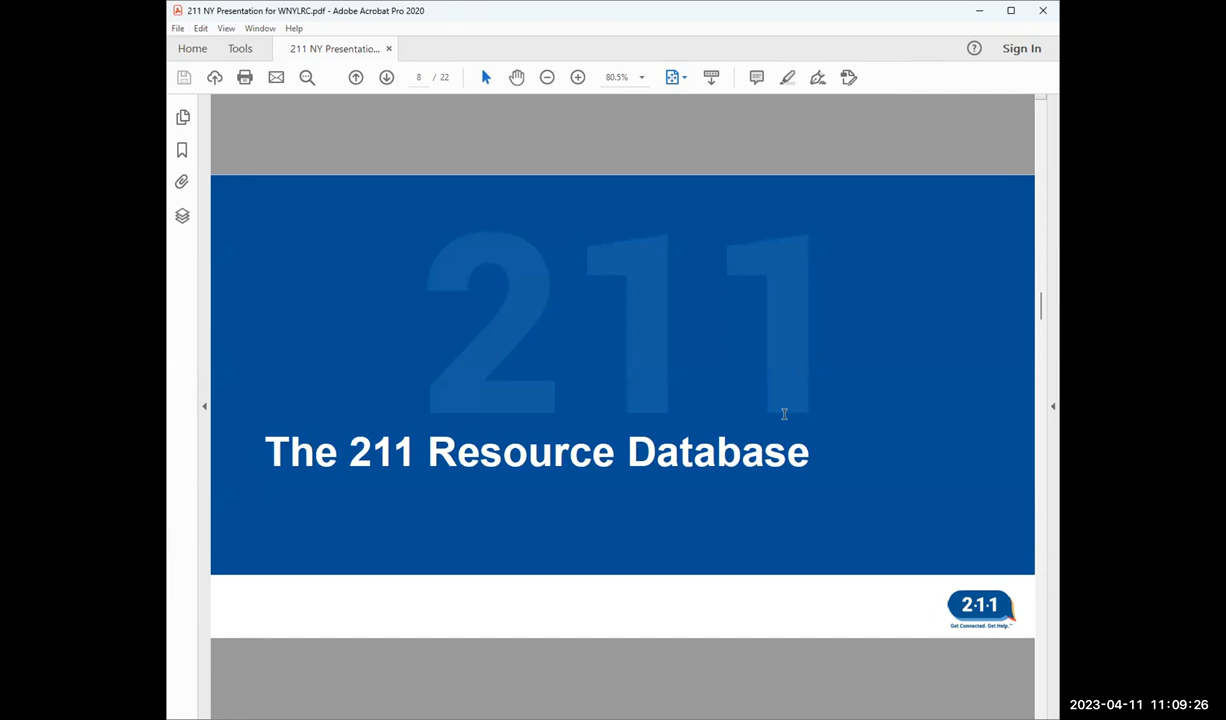 211 NY Presentation for WNYLRC.pdf - Adobe Acrobat Pro 2020
File Edit View Window Help
Home Tools 211 NY Presentatio... × Sign In
8 / 22 80.5%
211
The 211 Resource Database
2·1·1
Get Connected. Get Help.™
2023-04-11 11:09:26